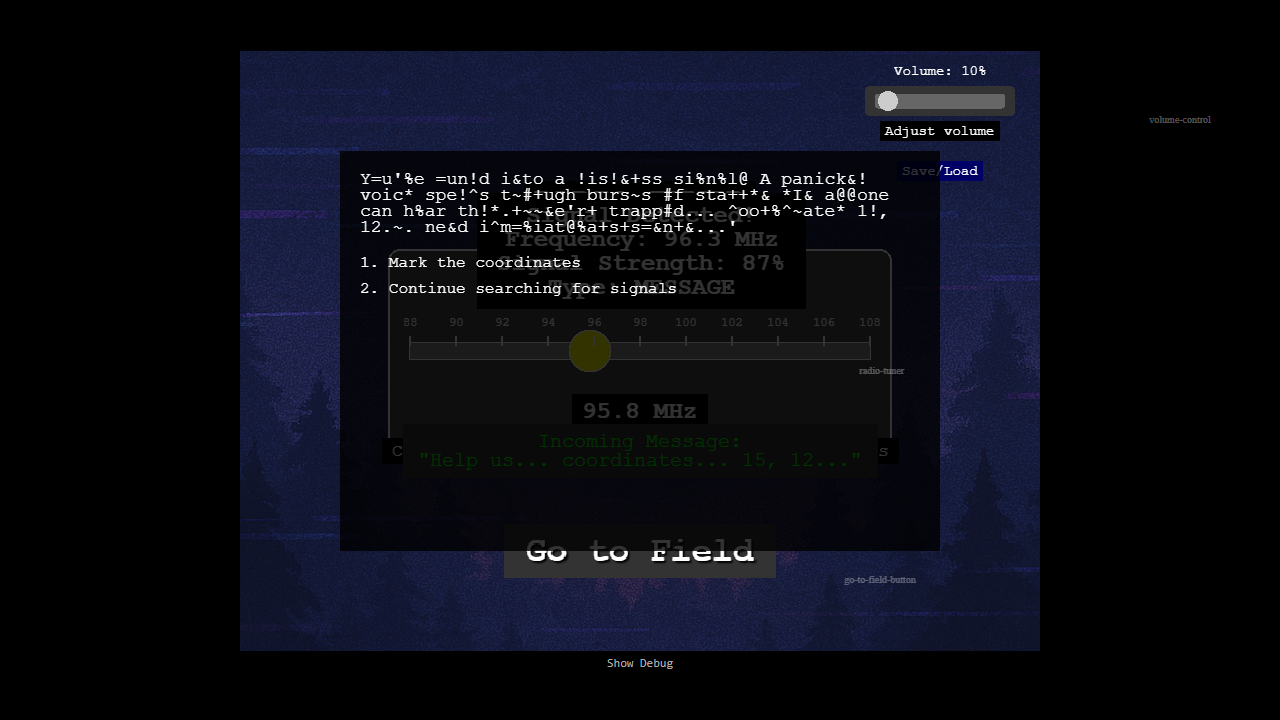 Volume: 10%
volume-control
Adjust volume
Save/Load
Y=u'%e =un!d i&to a !is!&+ss si%n%l@ A panick&!
voic* spe!^s t~#+ugh burs~s #f sta++*& *I& a@@one
can h%ar th!*.+~~&e'r+ trapp#d... ^oo+%^~ate* 1!,
12.~. ne&d i^m=%iat@%a+s+s=&n+&...'
1. Mark the coordinates
2. Continue searching for signals
Signal Detected!
Frequency: 96.3 MHz
Signal Strength: 87%
Type: MESSAGE
88 90 92 94 96 98 100 102 104 106 108
radio-tuner
95.8 MHz
Incoming Message:
"Help us... coordinates... 15, 12..."
Go to Field
go-to-field-button
Show Debug